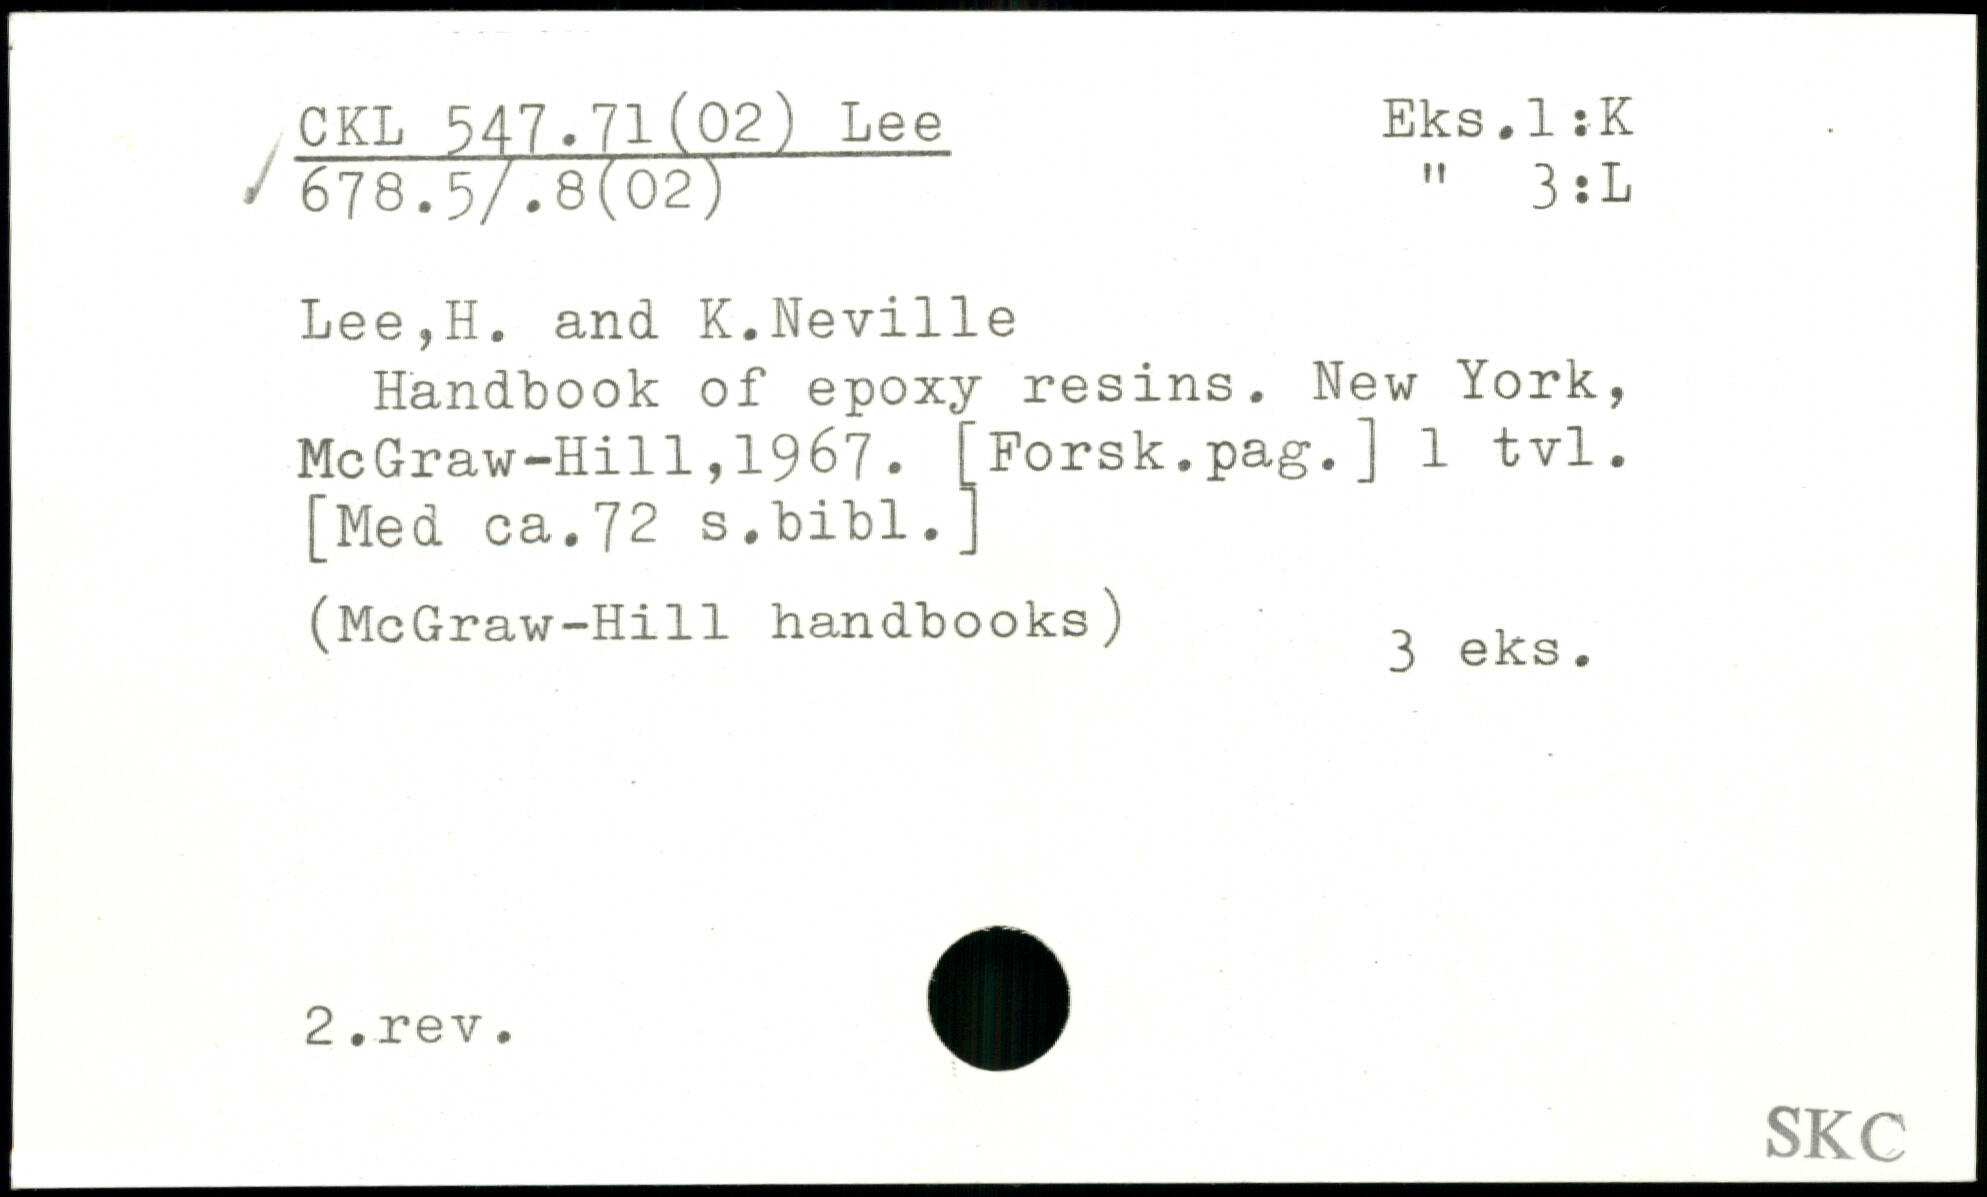 CKL 547.71(02) Lee Eks.1:K
678.5/.8(02) " 3:L
Lee,H. and K.Neville
Handbook of epoxy resins. New York,
McGraw-Hill,1967. [Forsk.pag.] 1 tvl.
[Med ca.72 s.bibl.]
(McGraw-Hill handbooks)
3 eks.
2.rev.
SKC